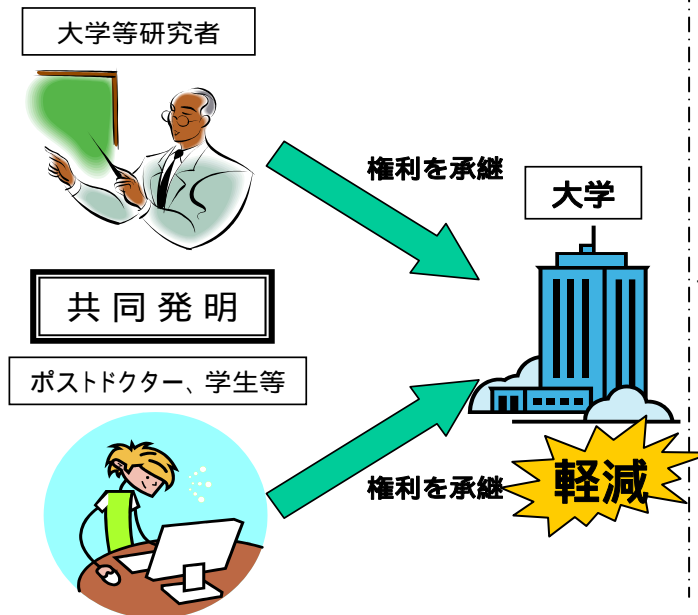 大学等研究者
権利を承継
大学
共同発明
ポストドクター、学生等
権利を承継
軽減